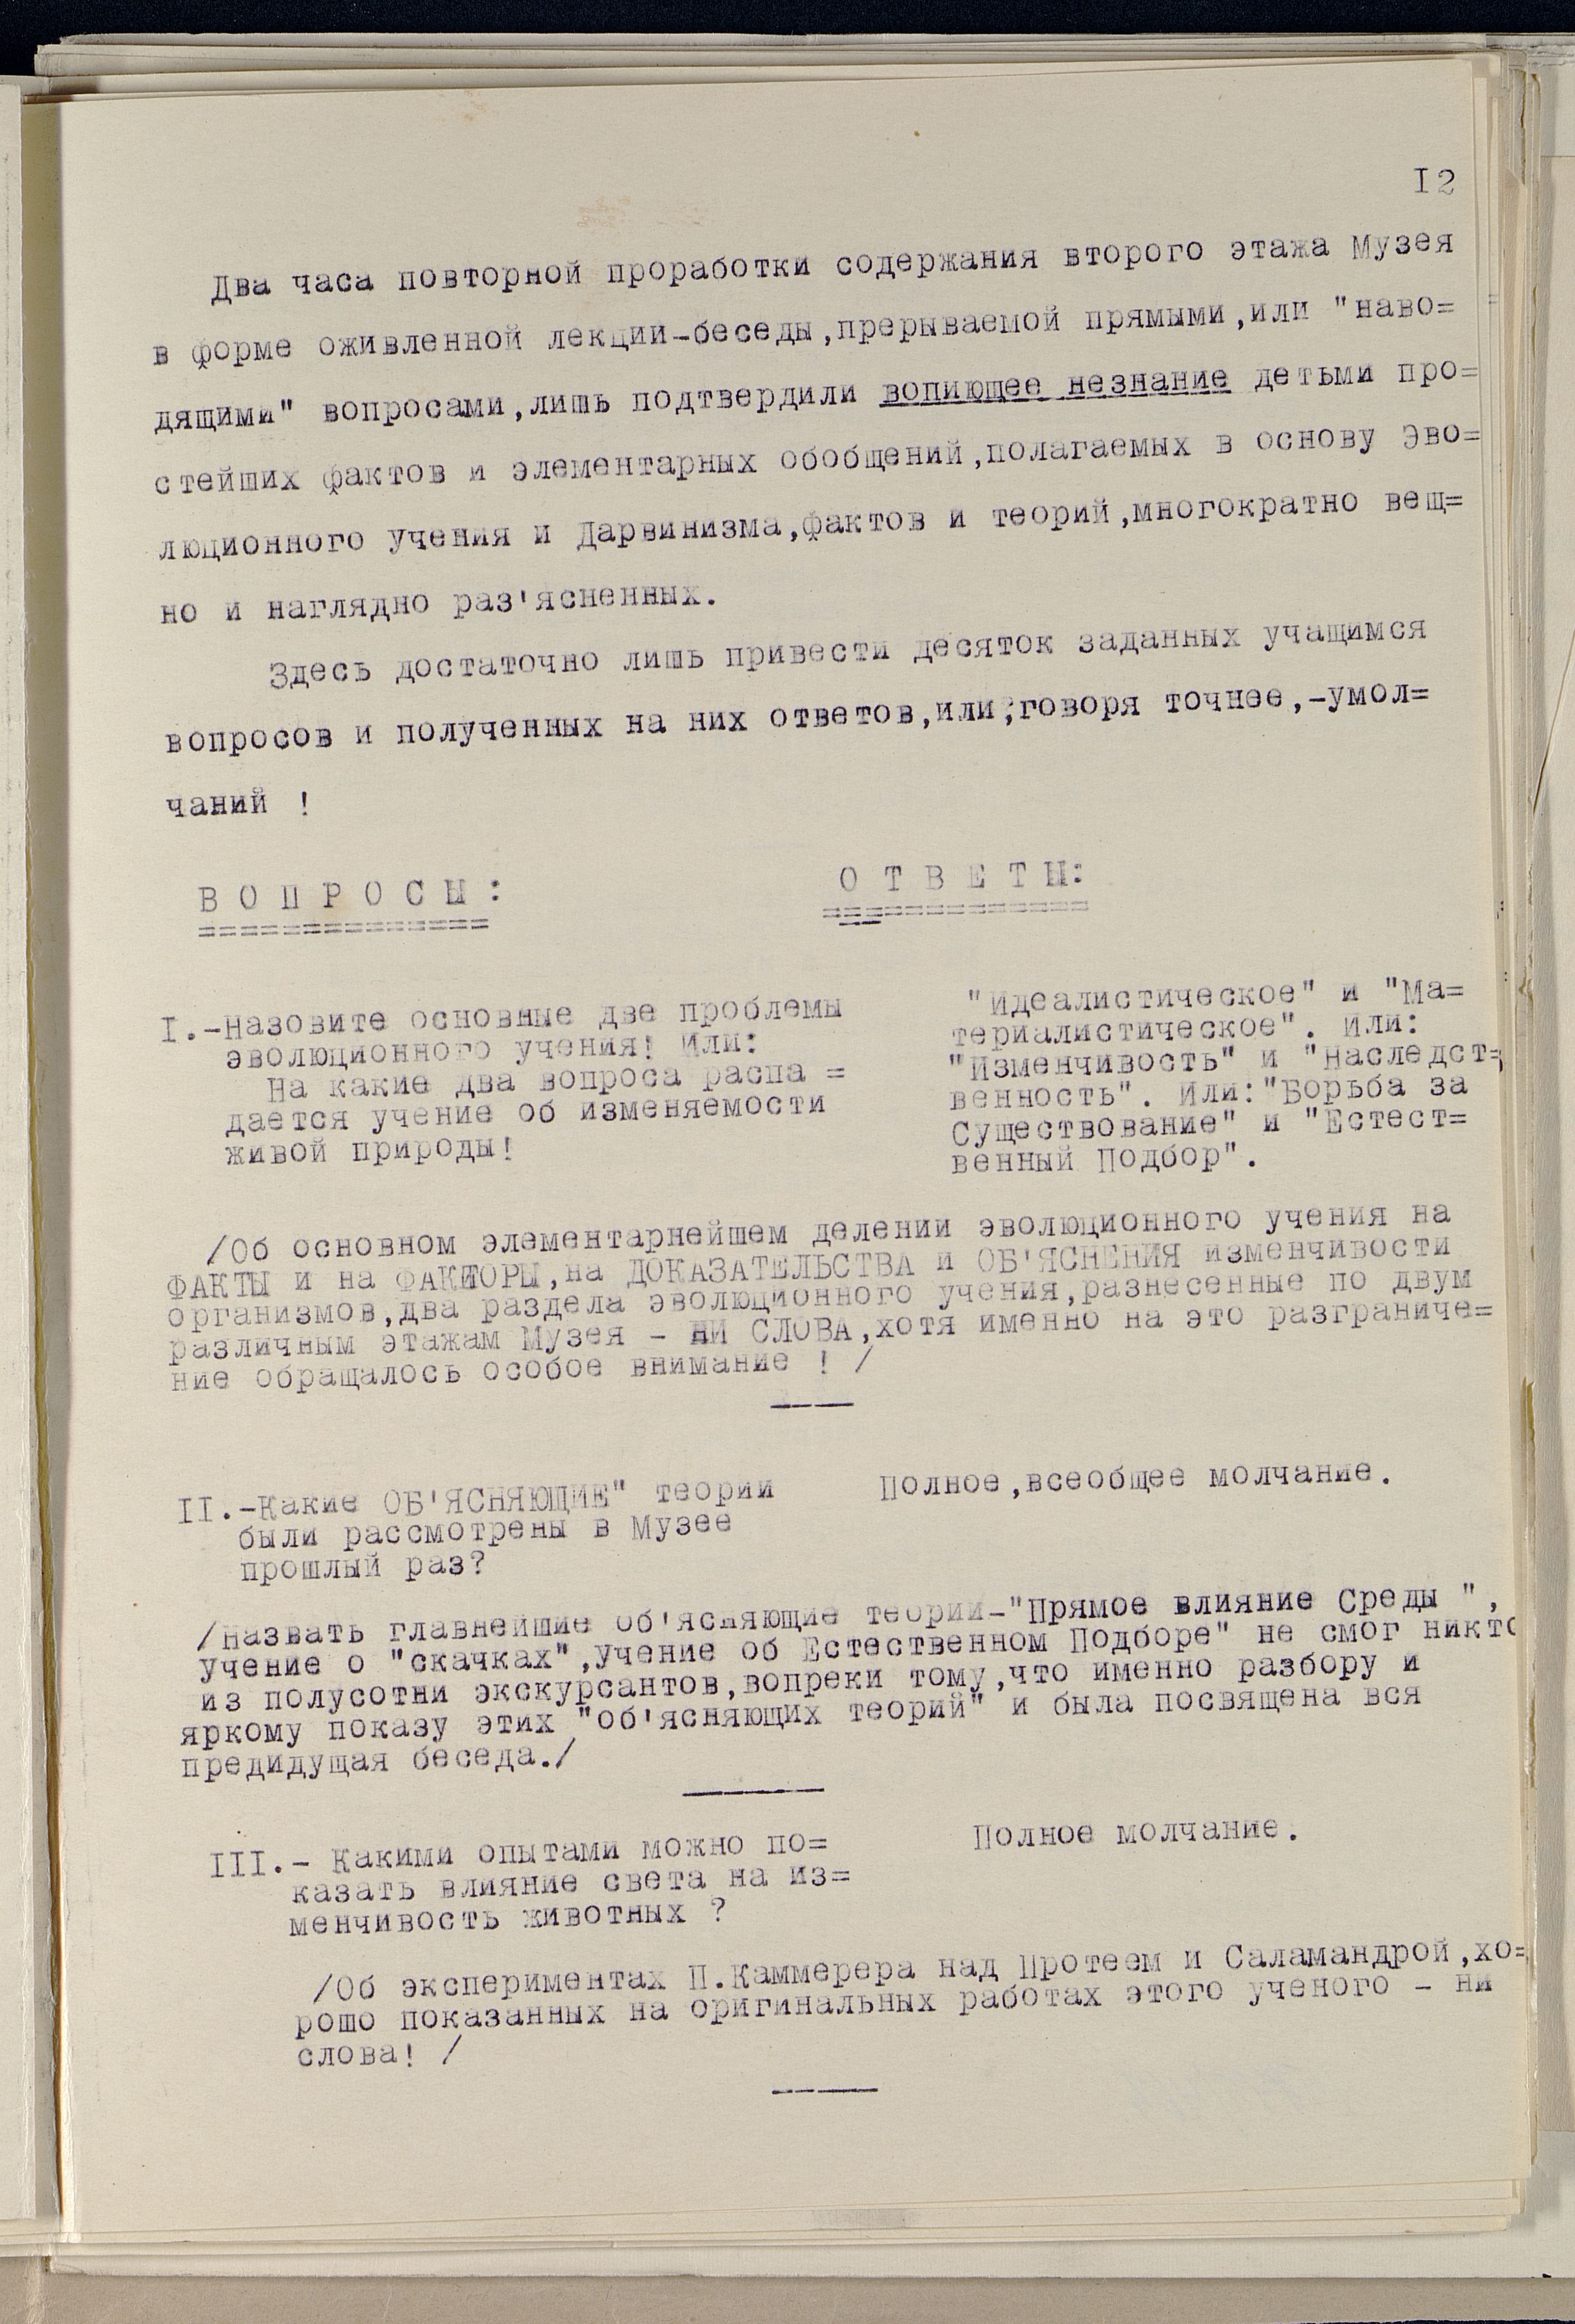 I2
Два часа повторной проработки содержания второго этажа Музея
в форме оживленной лекции-беседы,прерываемой прямыми,или "наво=
дящими" вопросами,лишь подтвердили вопиющее незнание детьми про=
стейших фактов и элементарных обобщений,полагаемых в основу Эво=
люционного учения и Дарвинизма,фактов и теорий,многократно вещ=
но и наглядно раз'ясненных.
Здесь достаточно лишь привести десяток заданных учащимся
вопросов и полученных на них ответов,или,говоря точнее,-умол=
чаний !
В О П Р О С Ы :
О Т В Е Т Ы:
I.-Назовите основные две проблемы
эволюционного учения! Или:
На какие два вопроса распа =
дается учение об изменяемости
живой природы!
"Идеалистическое" и "Ма=
териалистическое". Или:
"Изменчивость" и "Наследст=
венность". Или:"Борьба за
Существование" и "Естест=
венный Подбор".
/Об основном элементарнейшем делении эволюционного учения на
ФАКТЫ и на ФАКТОРЫ,на ДОКАЗАТЕЛЬСТВА и ОБ'ЯСНЕНИЯ изменчивости
организмов,два раздела эволюционного учения,разнесенные по двум
различным этажам Музея - НИ СЛОВА,хотя именно на это разграниче=
ние обращалось особое внимание ! /
II.-Какие ОБ'ЯСНЯЮЩИЕ" теории
были рассмотрены в Музее
прошлый раз?
Полное,всеобщее молчание.
/Назвать главнейшие об'ясняющие теории-"Прямое влияние Среды ",
учение о "скачках",учение об Естественном Подборе" не смог никто
из полусотни экскурсантов,вопреки тому,что именно разбору и
яркому показу этих "об'ясняющих теорий" и была посвящена вся
предидущая беседа./
III.- Какими опытами можно по=
казать влияние света на из=
менчивость животных ?
Полное молчание.
/Об экспериментах П.Каммерера над Протеем и Саламандрой,хо=
рошо показанных на оригинальных работах этого ученого - ни
слова! /